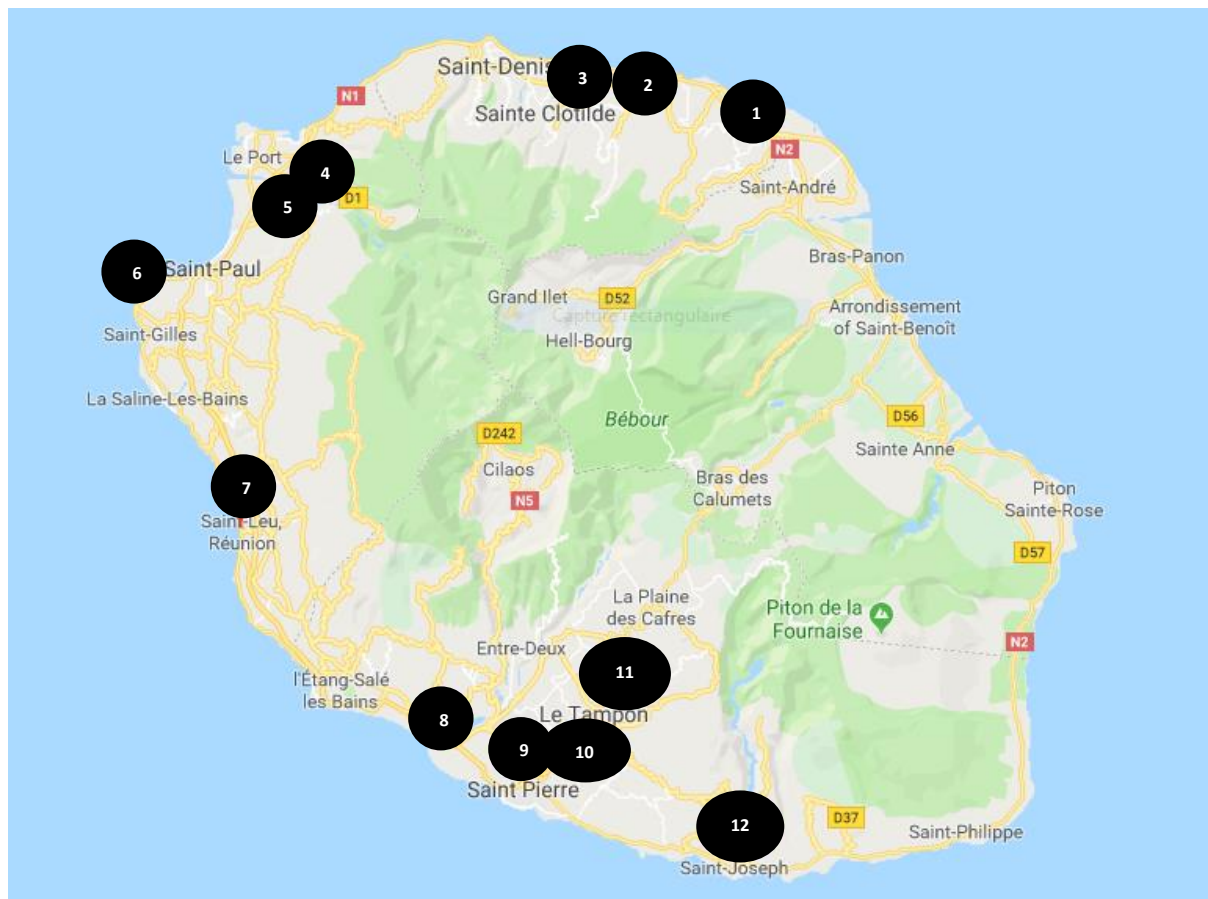 Saint-Denis
3
2
1
Sainte Clotilde
N1
N2
Le Port
4
Saint-André
D1
5
6
Saint-Paul
Bras-Panon
Grand Ilet
D52
Capture rectangulaire
Arrondissement
of Saint-Benoît
Saint-Gilles
Hell-Bourg
La Saline-Les-Bains
Bébour
D56
D242
Cilaos
Sainte Anne
7
N5
Bras des
Calumets
Piton
Sainte-Rose
Saint-Leu,
Réunion
D57
La Plaine
des Cafres
Piton de la
Fournaise
N2
Entre-Deux
11
l'Étang-Salé
les Bains
8
Le Tampon
9
10
Saint Pierre
12
D37
Saint-Philippe
Saint-Joseph